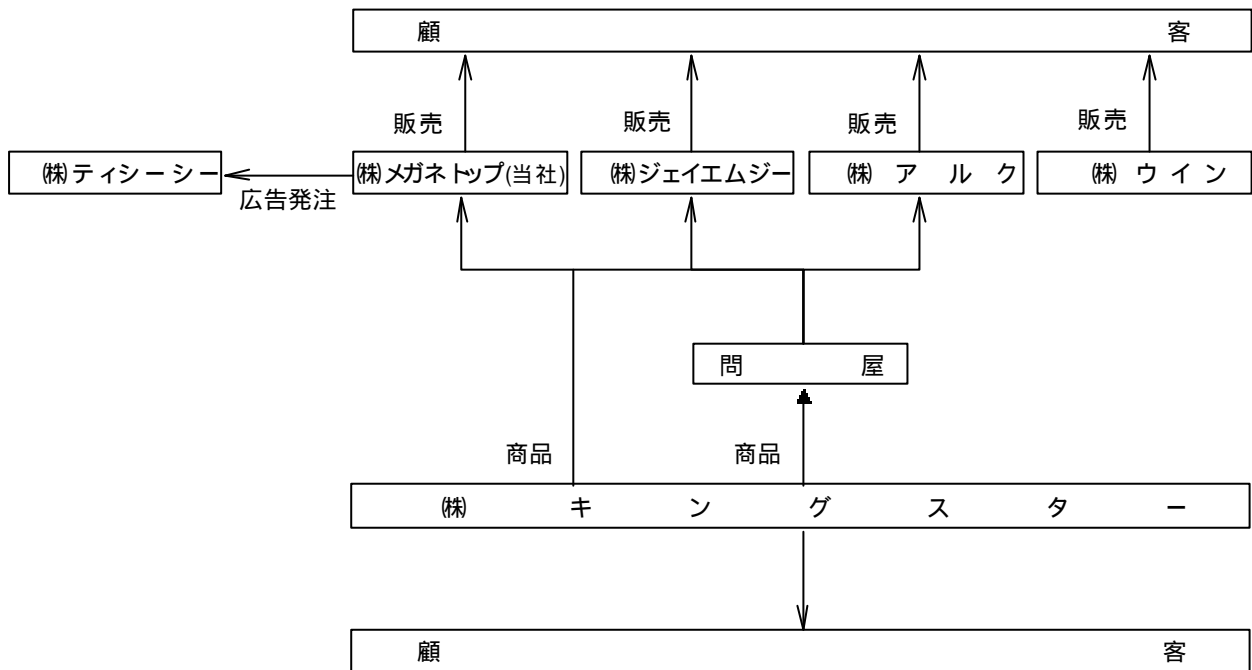 顧客
販売 販売 販売 販売
㈱ティシーシー ㈱メガネトップ(当社) ㈱ジェイエムジー ㈱アルク ㈱ウイン
広告発注
問屋
商品 商品
㈱キングスター
顧客